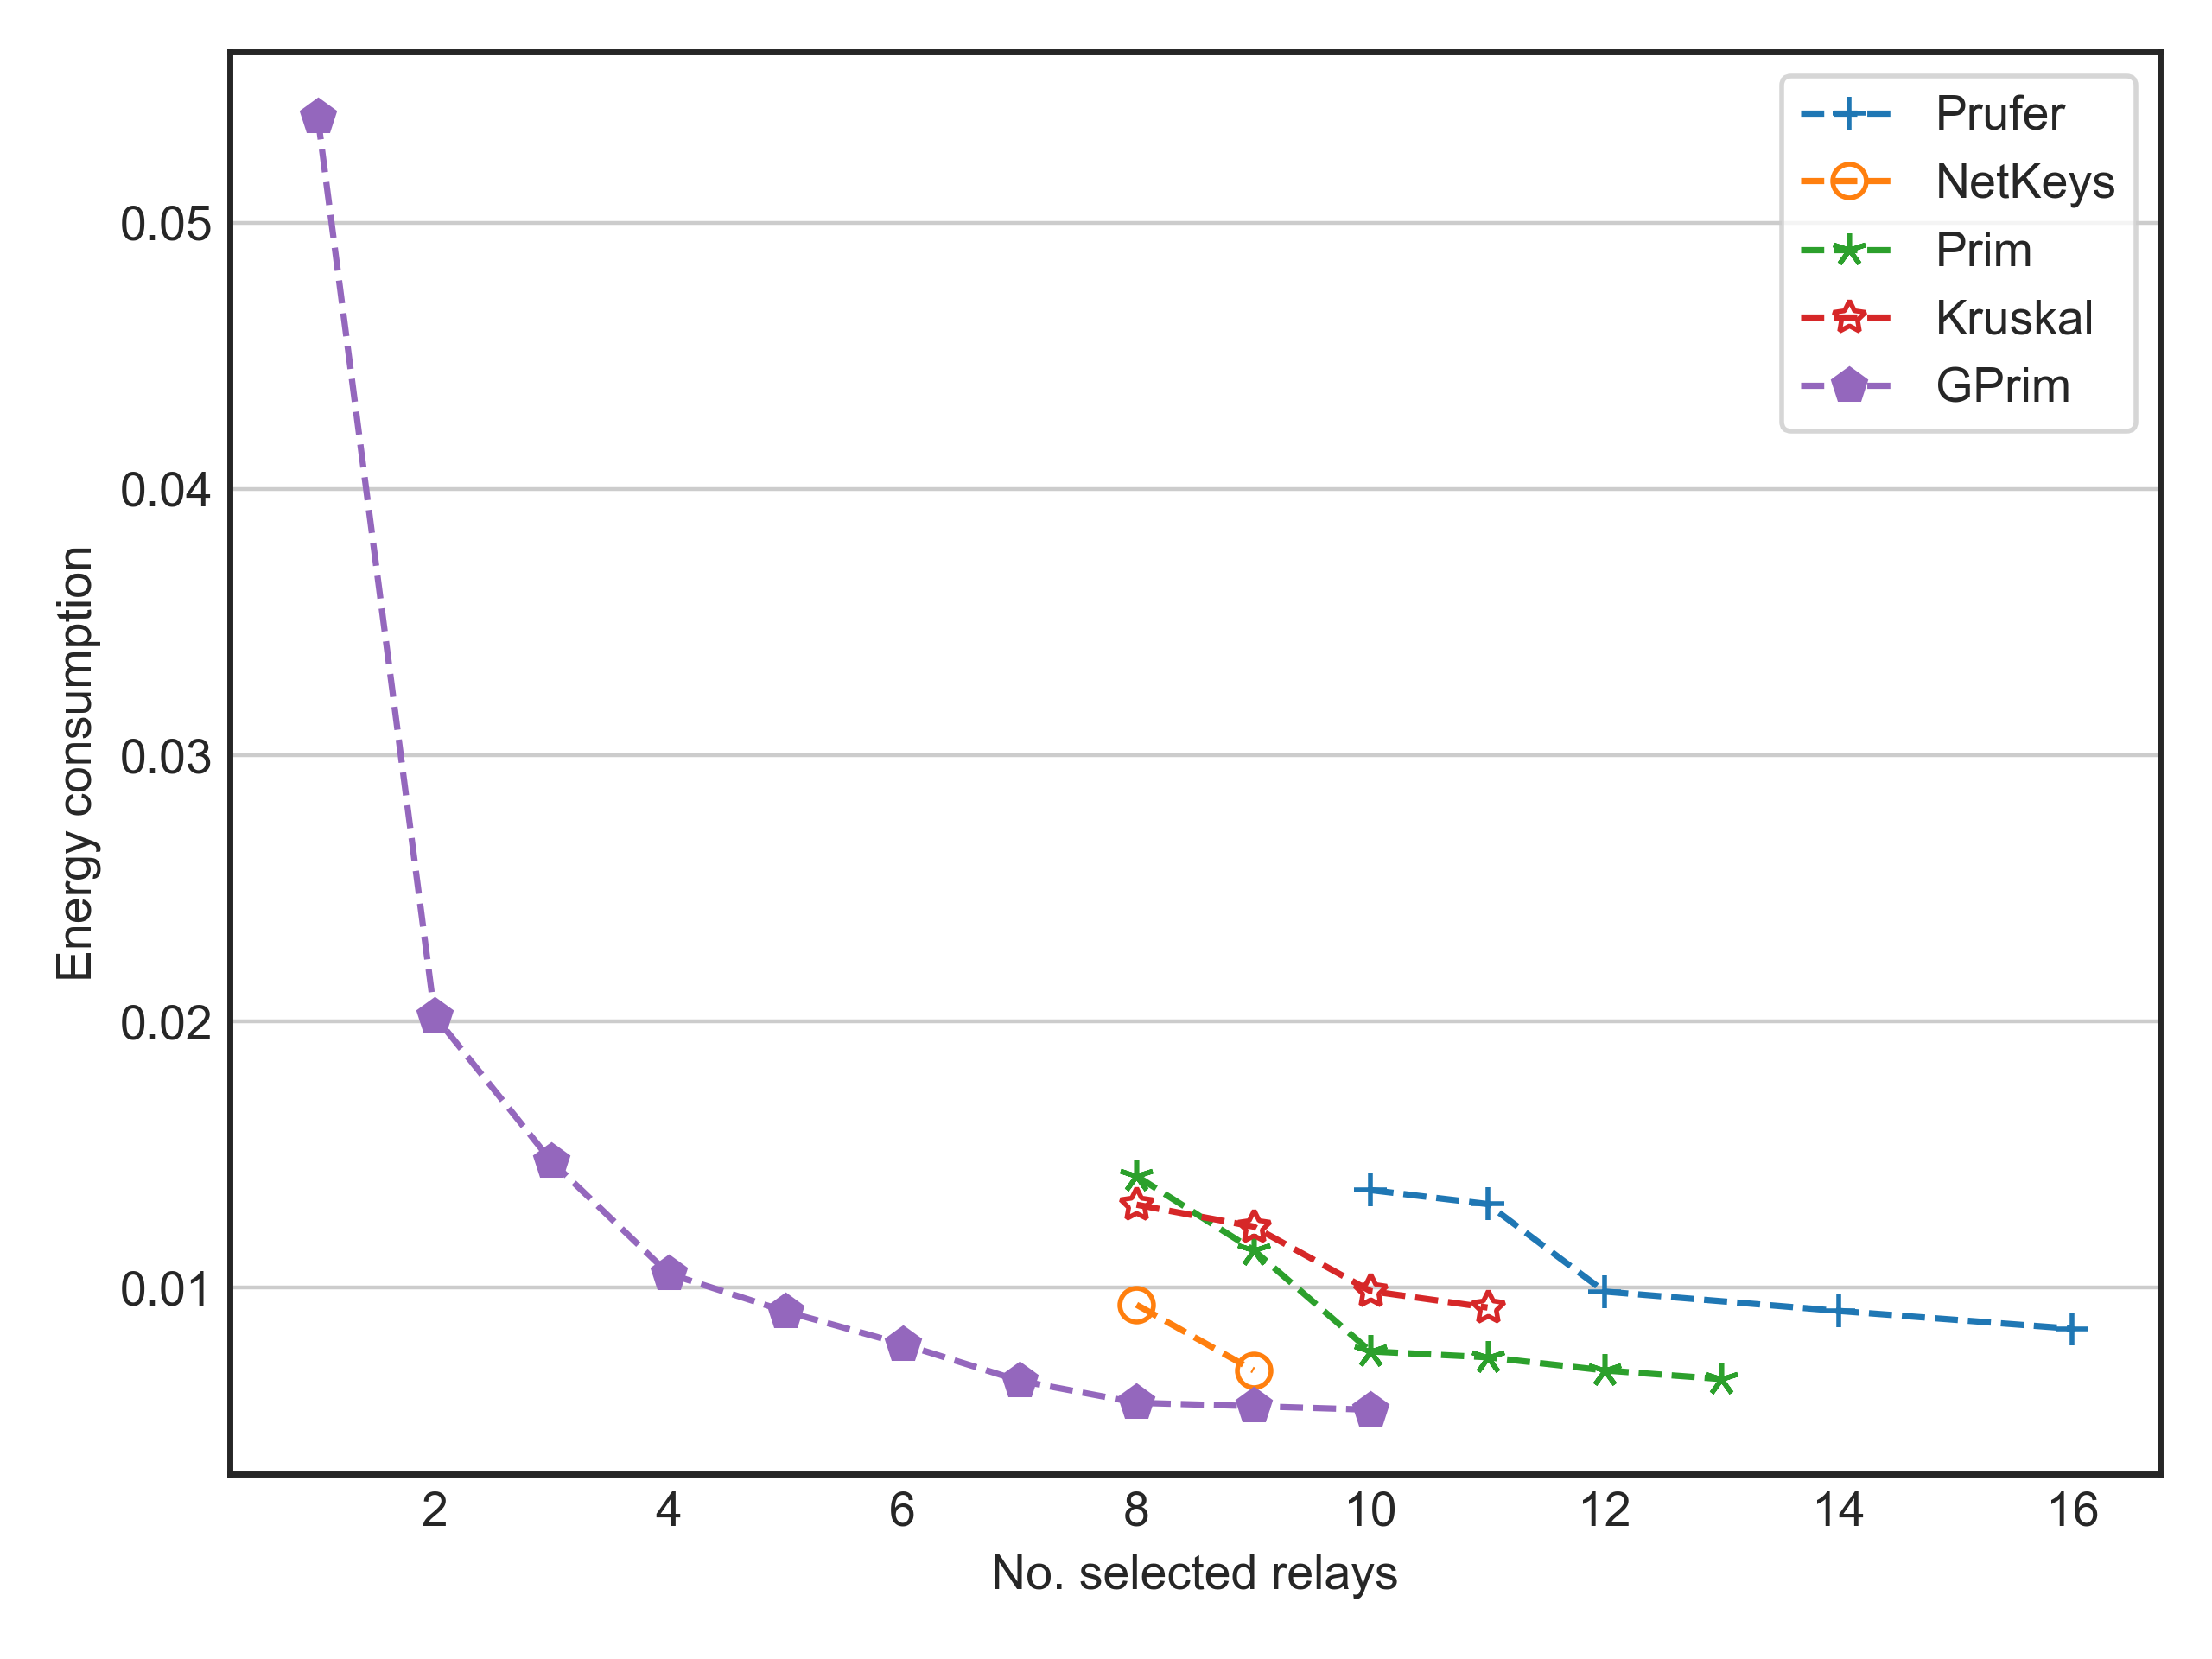 Prufer
NetKeys
Prim
Kruskal
GPrim
0.05
0.04
0.03
0.02
0.01
Energy consumption
2 4 6 8 10 12 14 16
No. selected relays